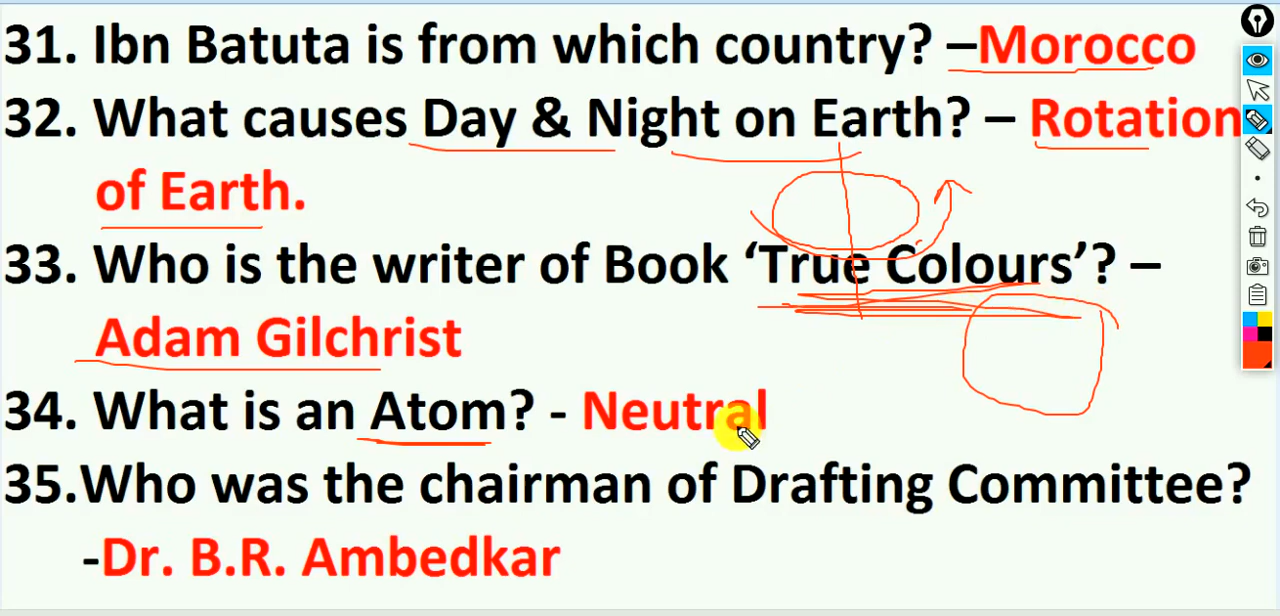 31. Ibn Batuta is from which country? –Morocco
32. What causes Day & Night on Earth? – Rotation
of Earth.
33. Who is the writer of Book ‘True Colours’? –
Adam Gilchrist
34. What is an Atom? - Neutral
35.Who was the chairman of Drafting Committee?
-Dr. B.R. Ambedkar